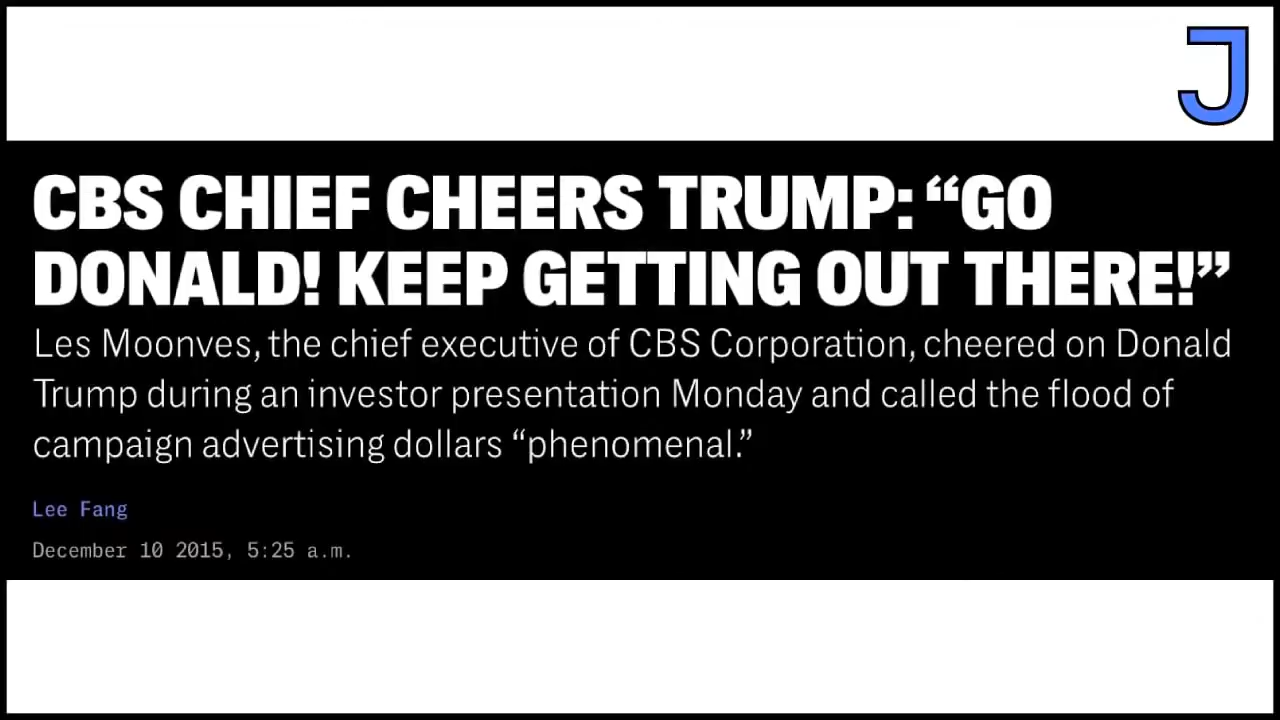 J
CBS CHIEF CHEERS TRUMP: “GO
DONALD! KEEP GETTING OUT THERE!”
Les Moonves, the chief executive of CBS Corporation, cheered on Donald
Trump during an investor presentation Monday and called the flood of
campaign advertising dollars “phenomenal.”
Lee Fang
December 10 2015, 5:25 a.m.